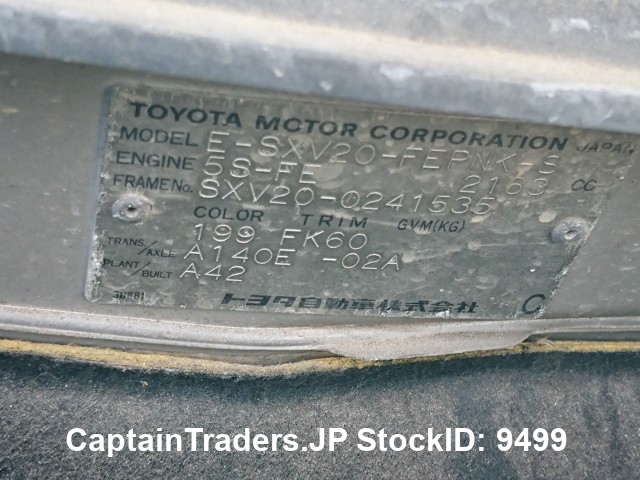 TOYOTA MOTOR CORPORATION JAPAN
MODEL E-SXV20-FEPNK-S
ENGINE 5S-FE 2163 CC
FRAME No. SXV20-0241535
COLOR TRIM GVM(KG)
199 FK60
TRANS/AXLE A140E -02A
PLANT/BUILT A42
トヨタ自動車株式会社 C
CaptainTraders.JP StockID: 9499